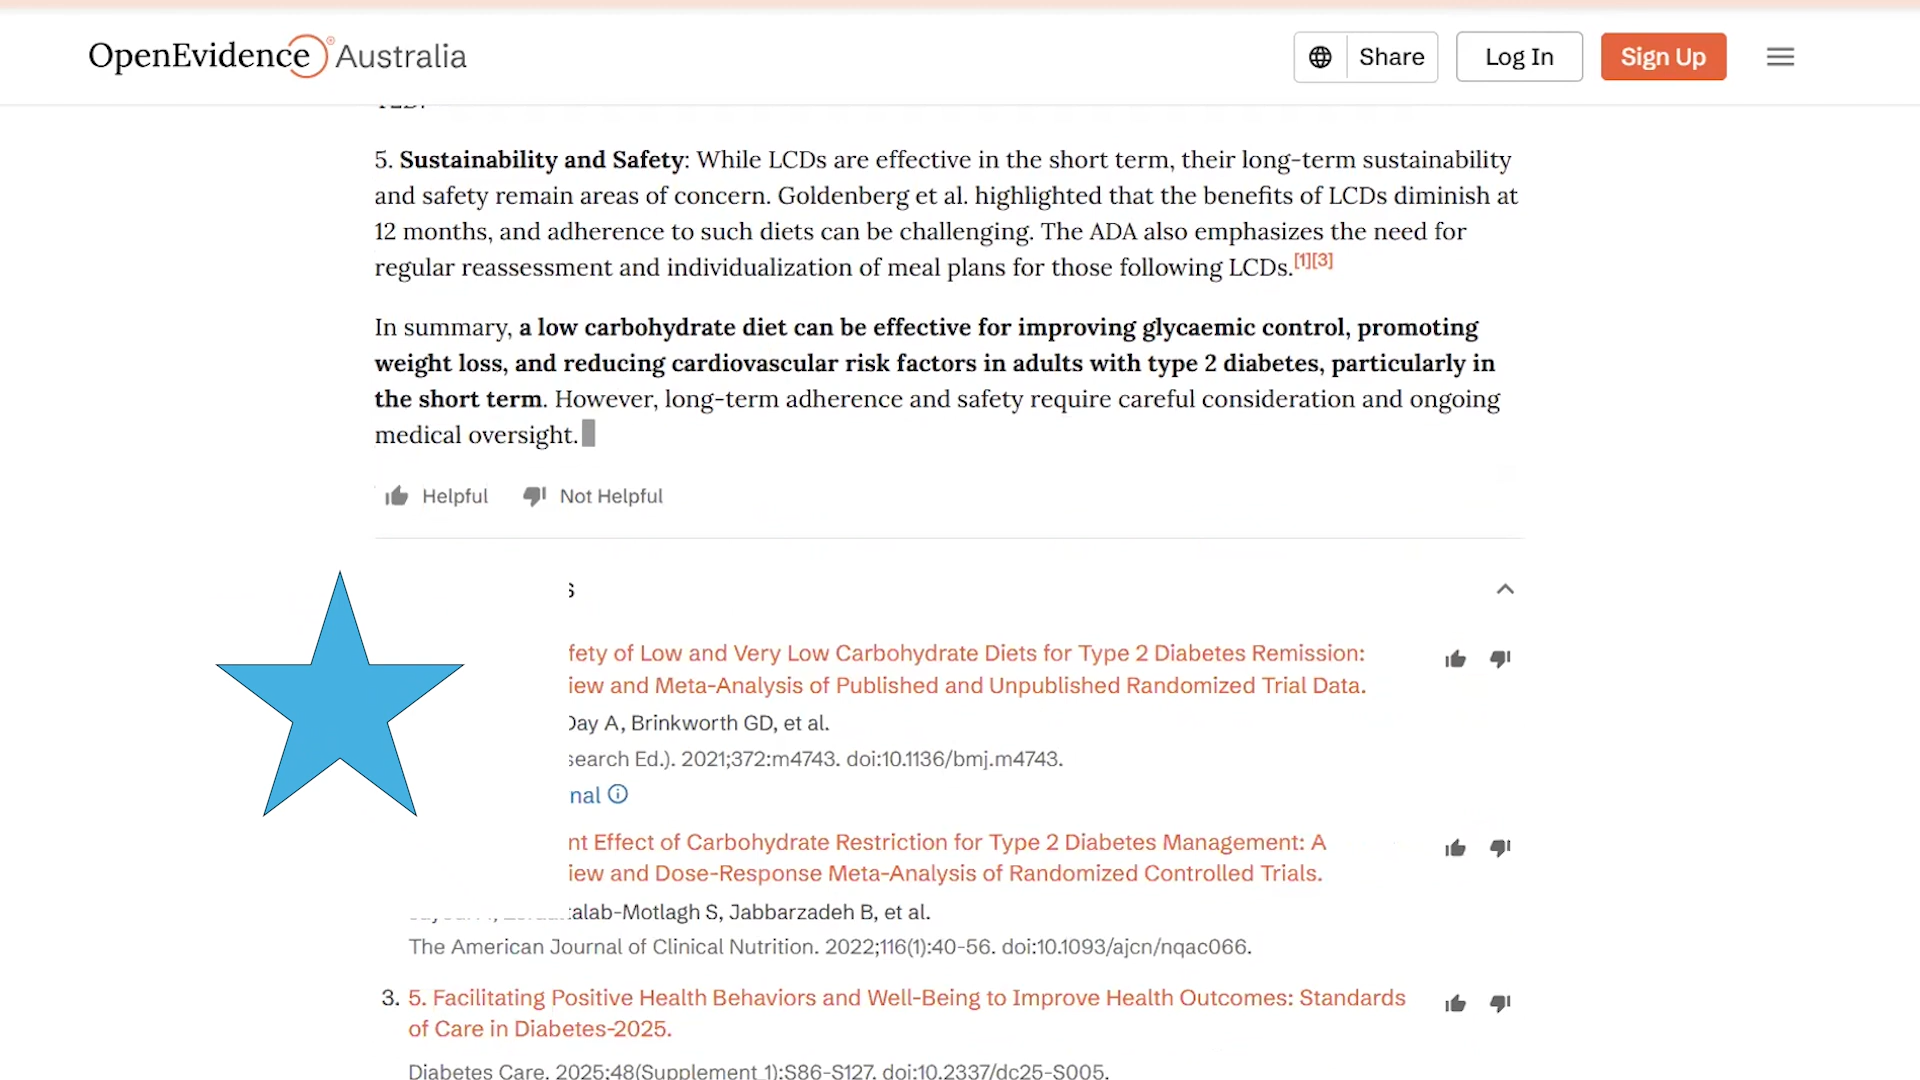 OpenEvidence® Australia
Share
Log In
Sign Up
5. Sustainability and Safety: While LCDs are effective in the short term, their long-term sustainability
and safety remain areas of concern. Goldenberg et al. highlighted that the benefits of LCDs diminish at
12 months, and adherence to such diets can be challenging. The ADA also emphasizes the need for
regular reassessment and individualization of meal plans for those following LCDs.[1][3]
In summary, a low carbohydrate diet can be effective for improving glycaemic control, promoting
weight loss, and reducing cardiovascular risk factors in adults with type 2 diabetes, particularly in
the short term. However, long-term adherence and safety require careful consideration and ongoing
medical oversight.
Helpful
Not Helpful
of Low and Very Low Carbohydrate Diets for Type 2 Diabetes Remission:
and Meta-Analysis of Published and Unpublished Randomized Trial Data.
Day A, Brinkworth GD, et al.
Ed.). 2021;372:m4743. doi:10.1136/bmj.m4743.
Effect of Carbohydrate Restriction for Type 2 Diabetes Management: A
and Dose-Response Meta-Analysis of Randomized Controlled Trials.
S, Jabbarzadeh B, et al.
The American Journal of Clinical Nutrition. 2022;116(1):40-56. doi:10.1093/ajcn/nqac066.
3. 5. Facilitating Positive Health Behaviors and Well-Being to Improve Health Outcomes: Standards
of Care in Diabetes-2025.
Diabetes Care. 2025;48(Supplement_1):S86-S127. doi:10.2337/dc25-S005.